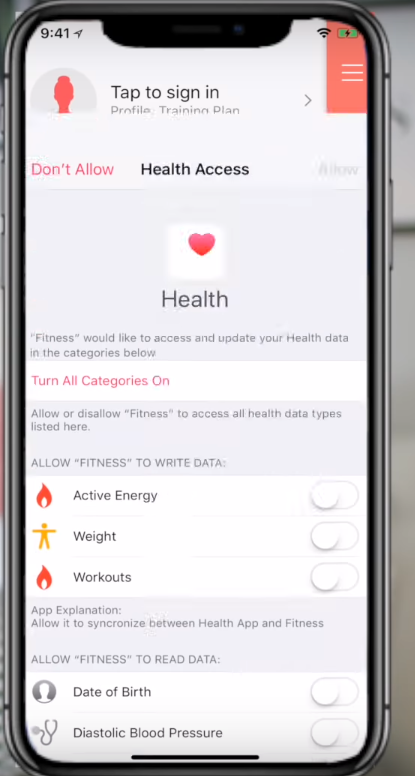 9:41
Tap to sign in
Profile, Training Plan
Don't Allow
Health Access
Allow
Health
"Fitness" would like to access and update your Health data
in the categories below
Turn All Categories On
Allow or disallow "Fitness" to access all health data types
listed here.
ALLOW "FITNESS" TO WRITE DATA:
Active Energy
Weight
Workouts
App Explanation:
Allow it to syncronize between Health App and Fitness
ALLOW "FITNESS" TO READ DATA:
Date of Birth
Diastolic Blood Pressure